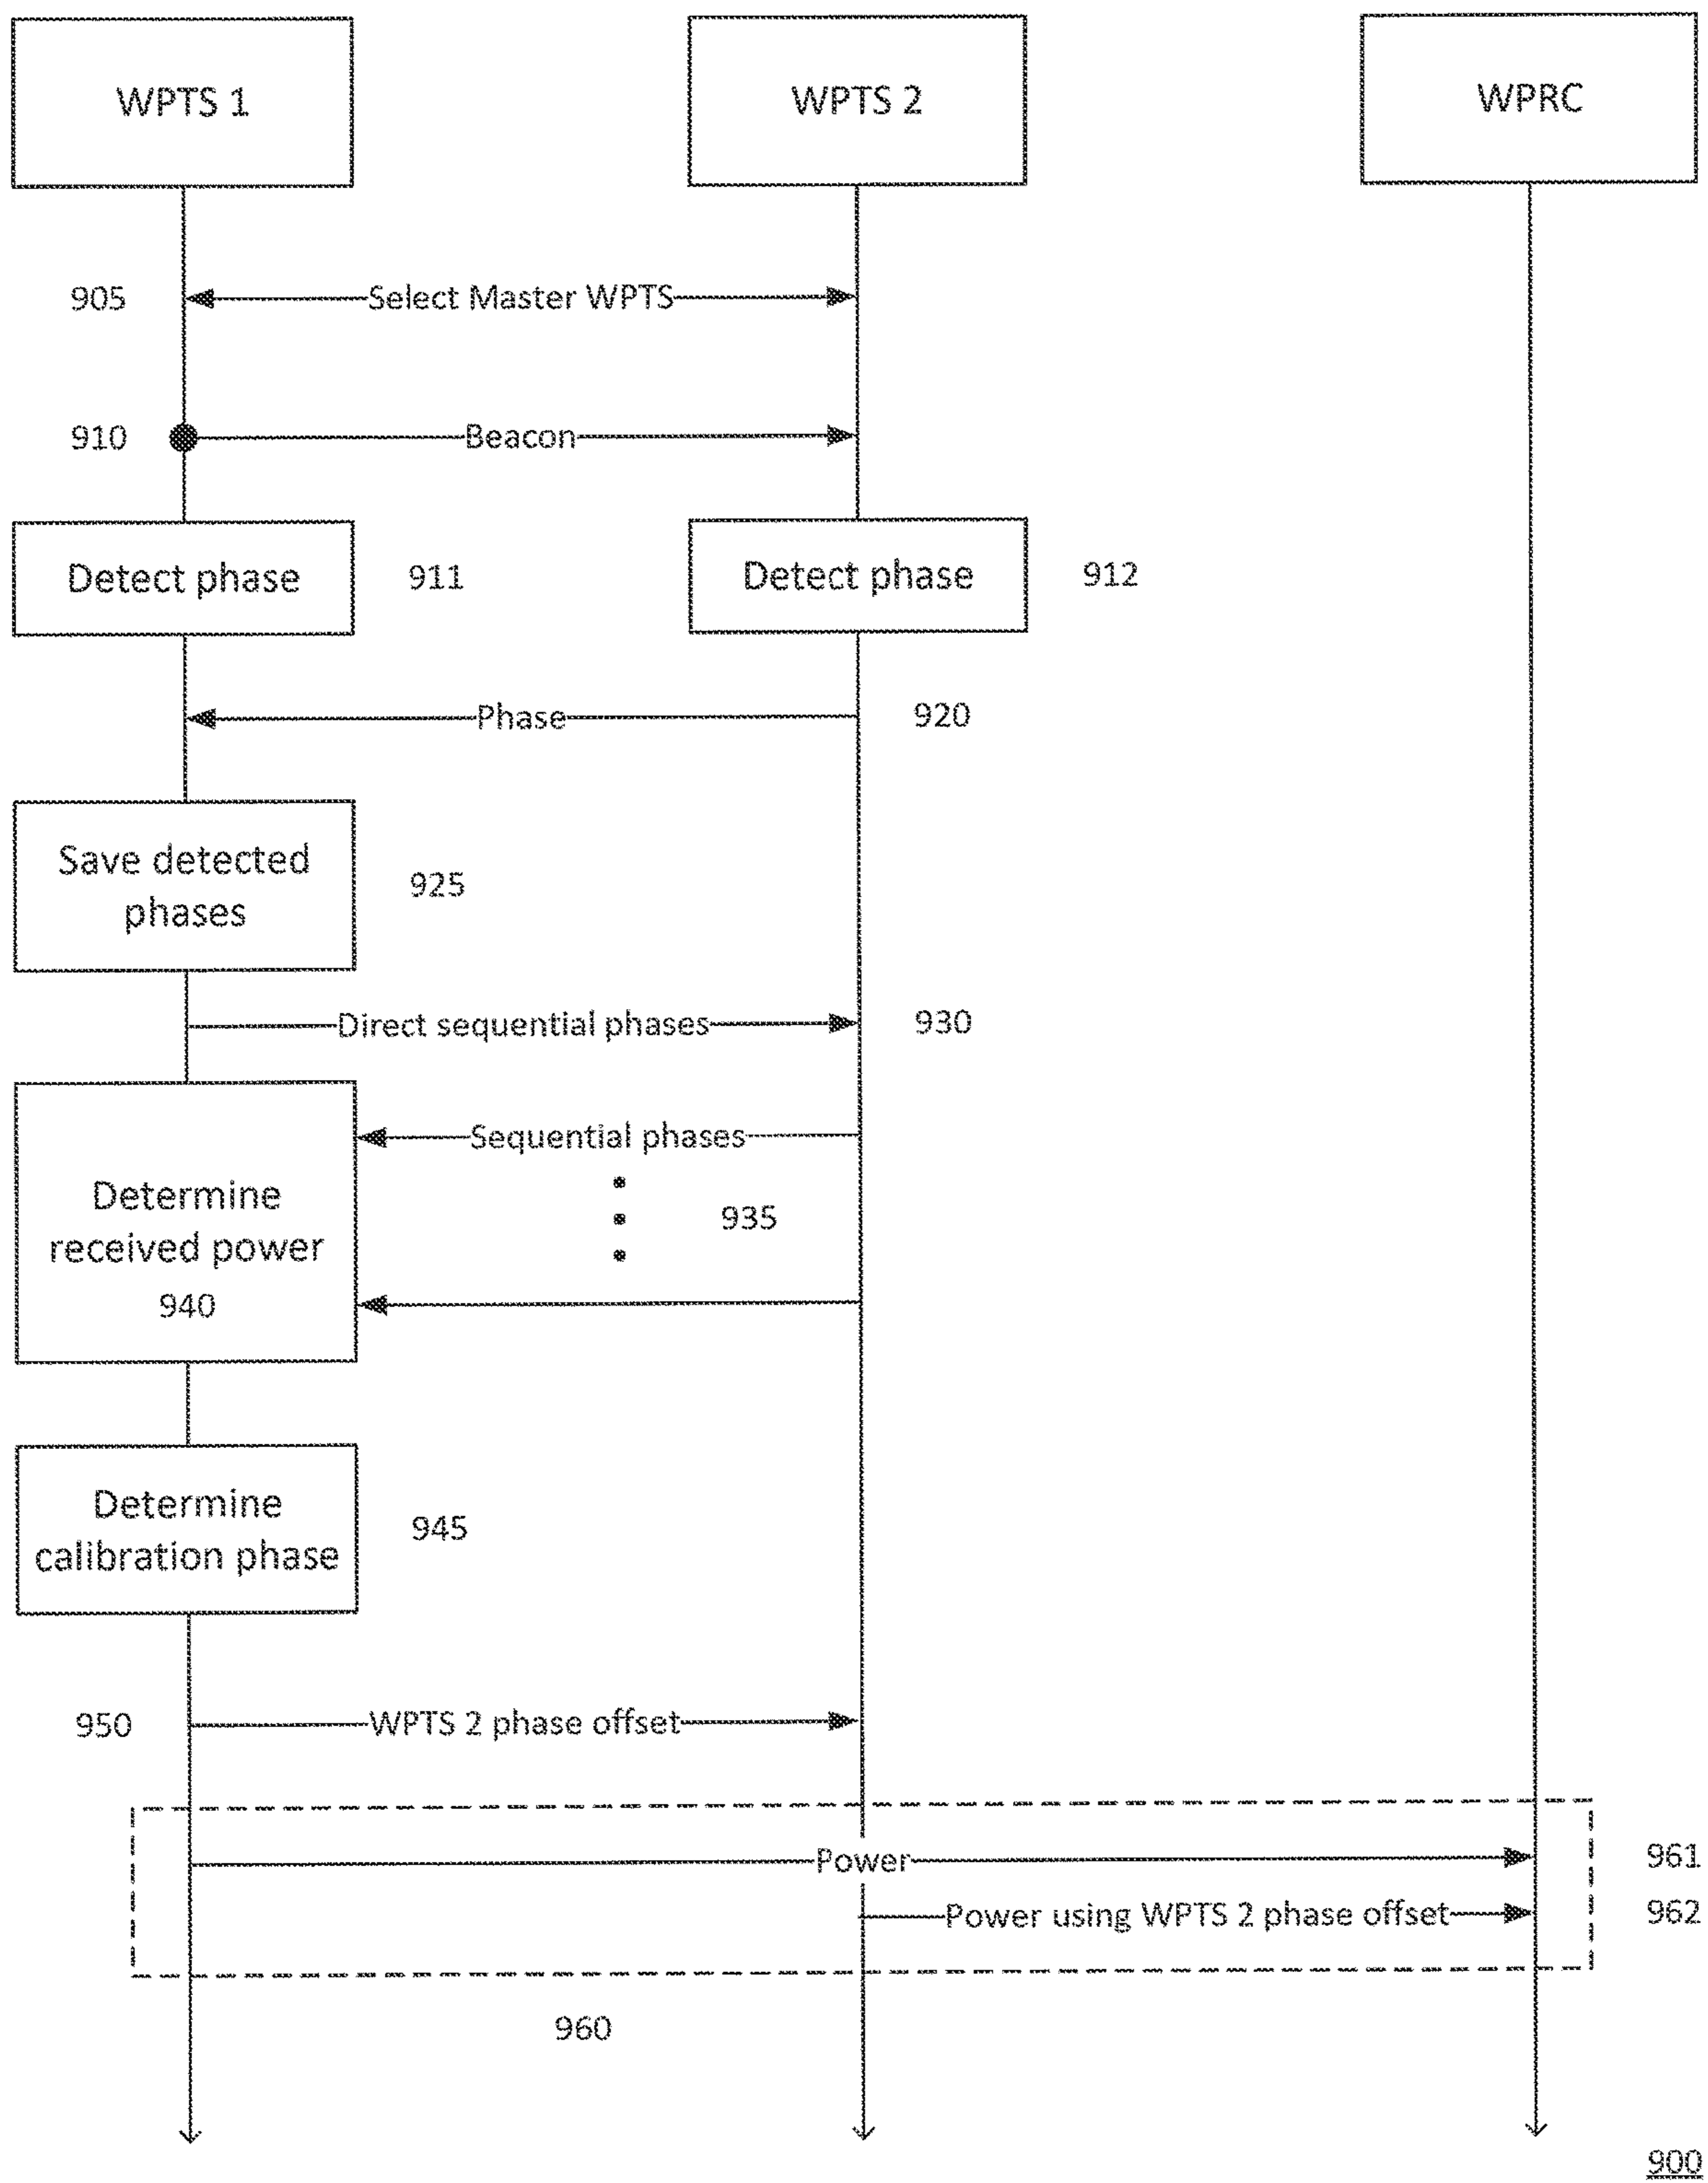 WPTS 1
WPTS 2
WPRC
905
Select Master WPTS
910
Beacon
Detect phase
911
Detect phase
912
Phase
920
Save detected
phases
925
Direct sequential phases
930
Sequential phases
Determine
received power
940
935
Determine
calibration phase
945
950
WPTS 2 phase offset
Power
961
Power using WPTS 2 phase offset
962
960
900